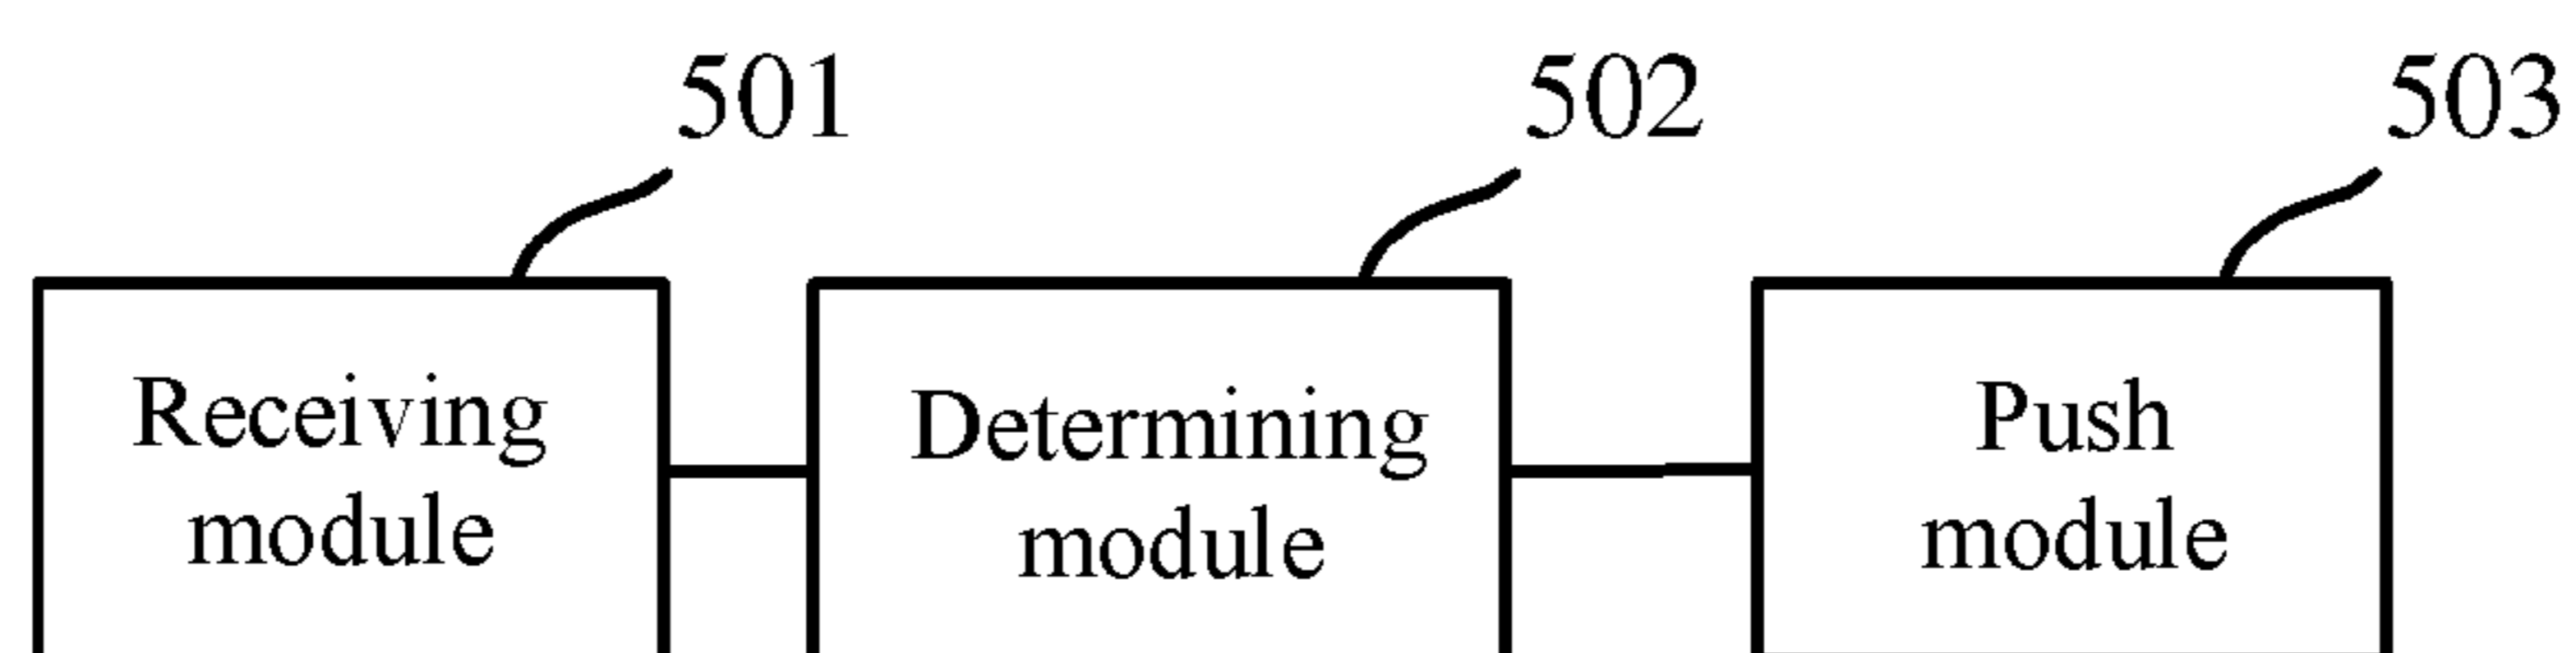 501
502
503
Receiving
module
Determining
module
Push
module